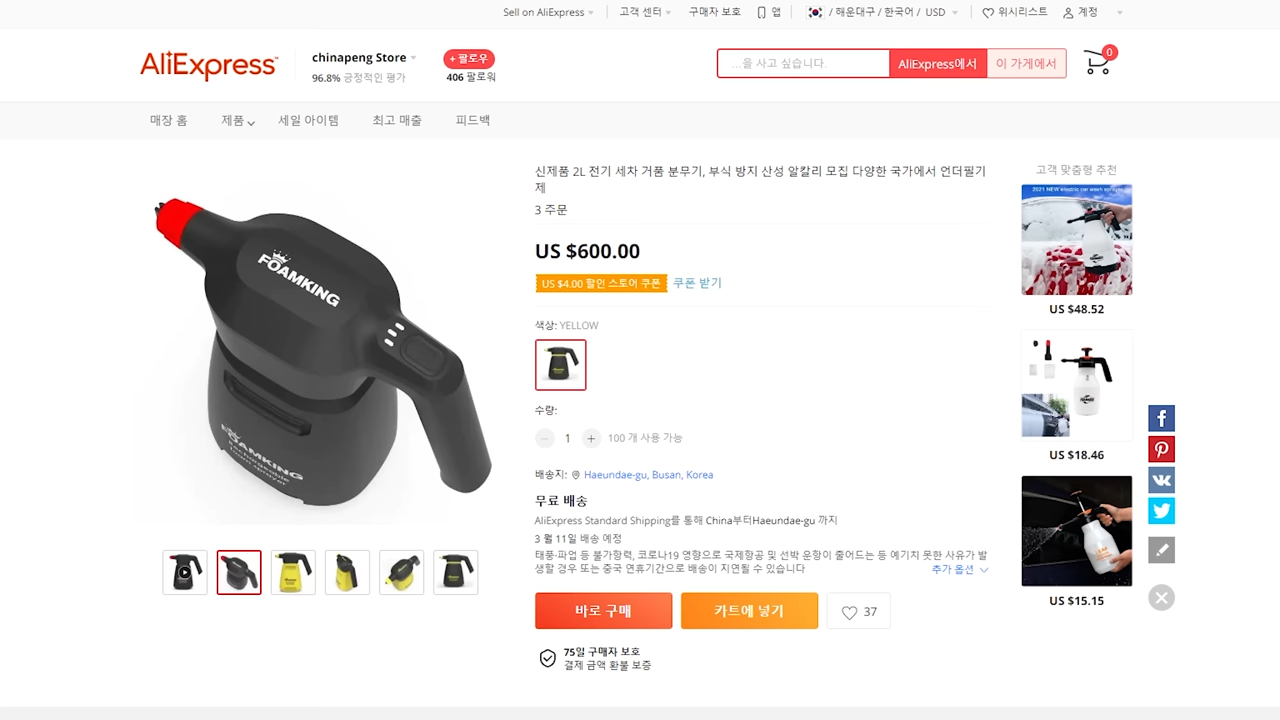 Sell on AliExpress
고객 센터
구매자 보호
앱
/ 해운대구 / 한국어 / USD
위시리스트
계정
AliExpress™
chinapeng Store
96.8% 긍정적인 평가
+ 팔로우
406 팔로워
...을 사고 싶습니다.
AliExpress에서
이 가게에서
0
매장 홈
제품
세일 아이템
최고 매출
피드백
FOAMKING
FOAMKING
Rechargeable
foam sprayer
신제품 2L 전기 세차 거품 분무기, 부식 방지 산성 알칼리 모집 다양한 국가에서 언더필기
제
3 주문
US $600.00
US $4.00 할인 스토어 쿠폰
쿠폰 받기
색상: YELLOW
수량:
1
100 개 사용 가능
배송지: Haeundae-gu, Busan, Korea
무료 배송
AliExpress Standard Shipping를 통해 China부터Haeundae-gu 까지
3 월 11일 배송 예정
태풍·파업 등 불가항력, 코로나19 영향으로 국제항공 및 선박 운항이 줄어드는 등 예기치 못한 사유가 발
생할 경우 또는 중국 연휴기간으로 배송이 지연될 수 있습니다
추가 옵션
바로 구매
카트에 넣기
37
75일 구매자 보호
결제 금액 환불 보증
고객 맞춤형 추천
2021 NEW electric car wash sprayer
US $48.52
US $18.46
US $15.15